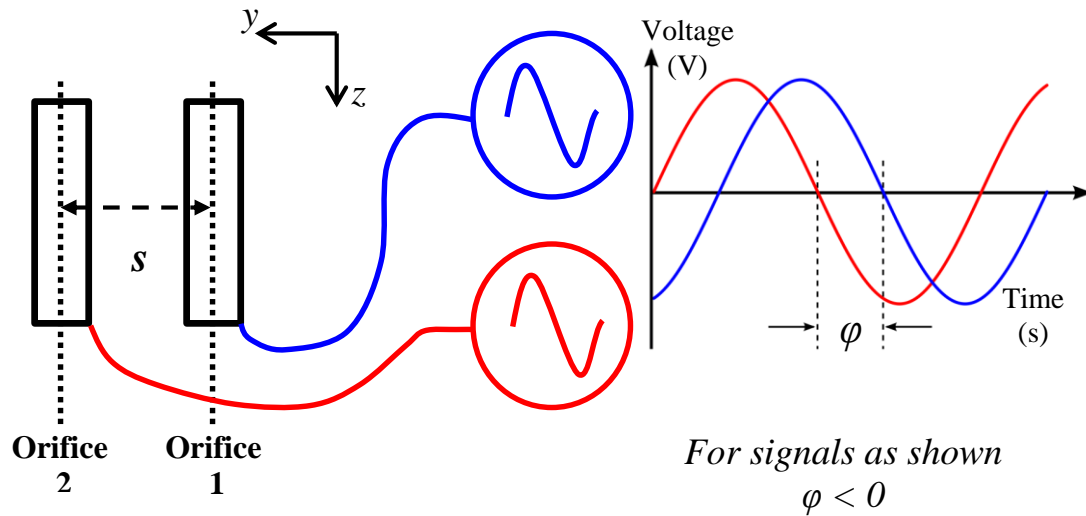 y
z
s
Orifice
2
Orifice
1
Voltage
(V)
Time
(s)
φ
For signals as shown
φ < 0